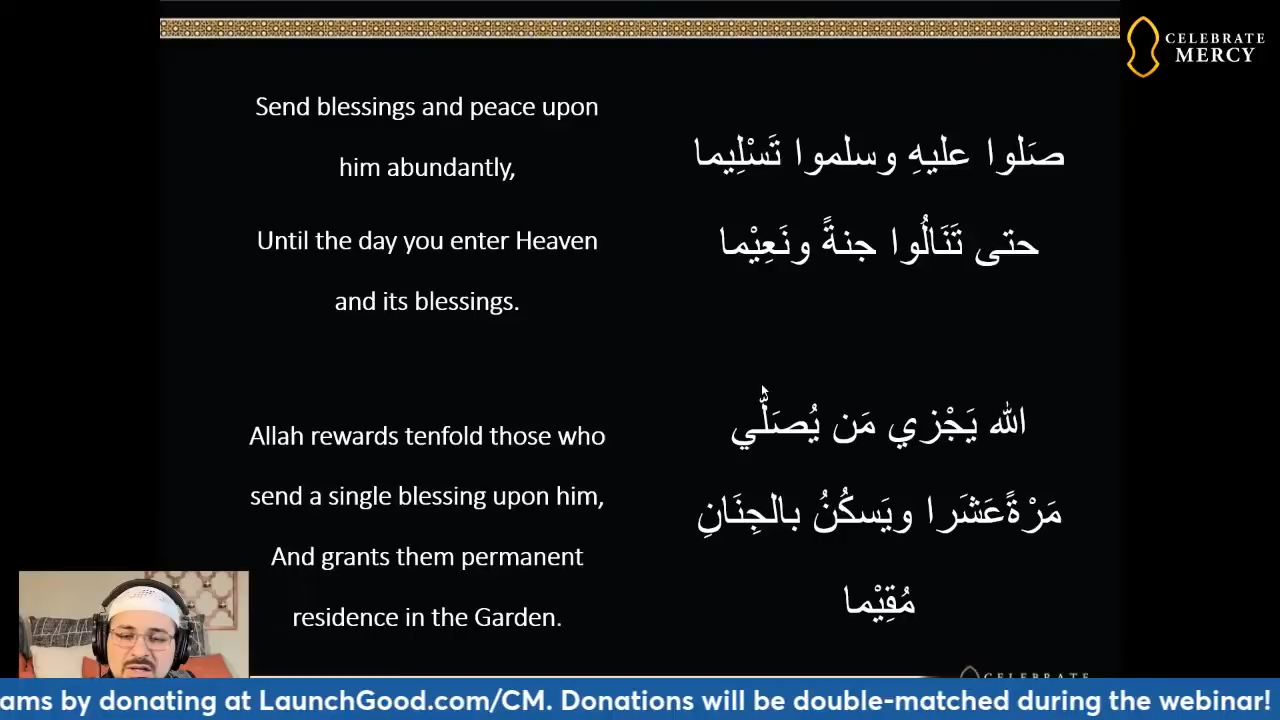 CELEBRATE
MERCY
Send blessings and peace upon
him abundantly,
Until the day you enter Heaven
and its blessings.
صَلوا عليهِ وسلموا تَسْلِيما
حتى تَنَالُوا جنةً ونَعِيْما
Allah rewards tenfold those who
send a single blessing upon him,
And grants them permanent
residence in the Garden.
الله يَجْزي مَن يُصَلِّي
مَرْةًعَشَرا ويَسكُنُ بالجِنَانِ
مُقِيْما
CELEBRATE
ams by donating at LaunchGood.com/CM. Donations will be double-matched during the webinar!